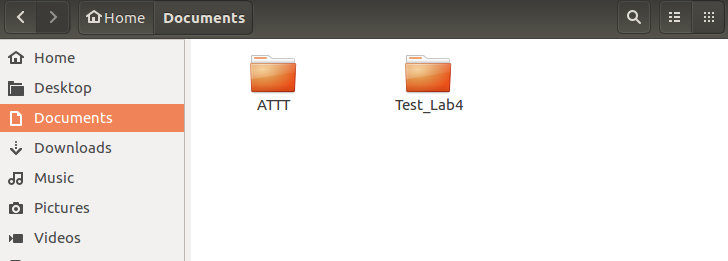 Home Documents
Home
Desktop
Documents
Downloads
Music
Pictures
Videos
ATTT Test_Lab4